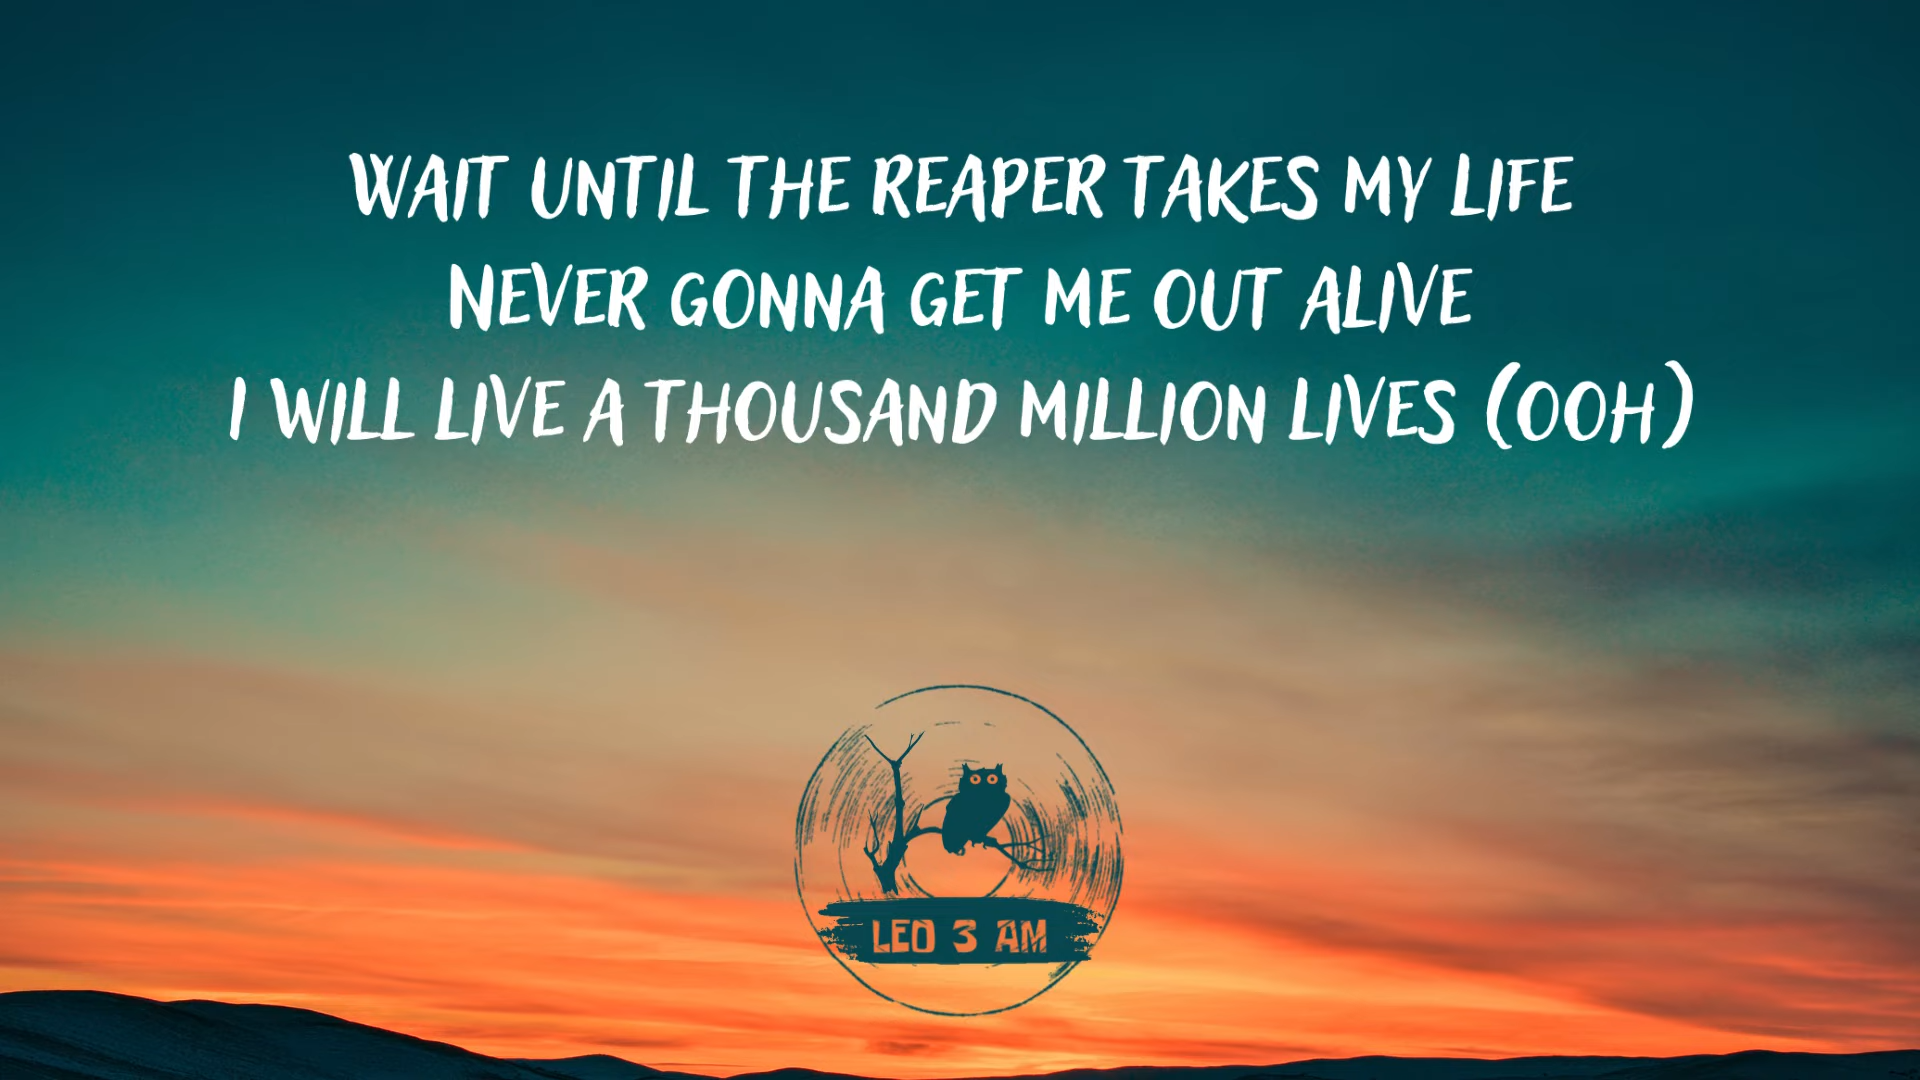 WAIT UNTIL THE REAPER TAKES MY LIFE
NEVER GONNA GET ME OUT ALIVE
I WILL LIVE A THOUSAND MILLION LIVES (OOH)
LEO 3 AM